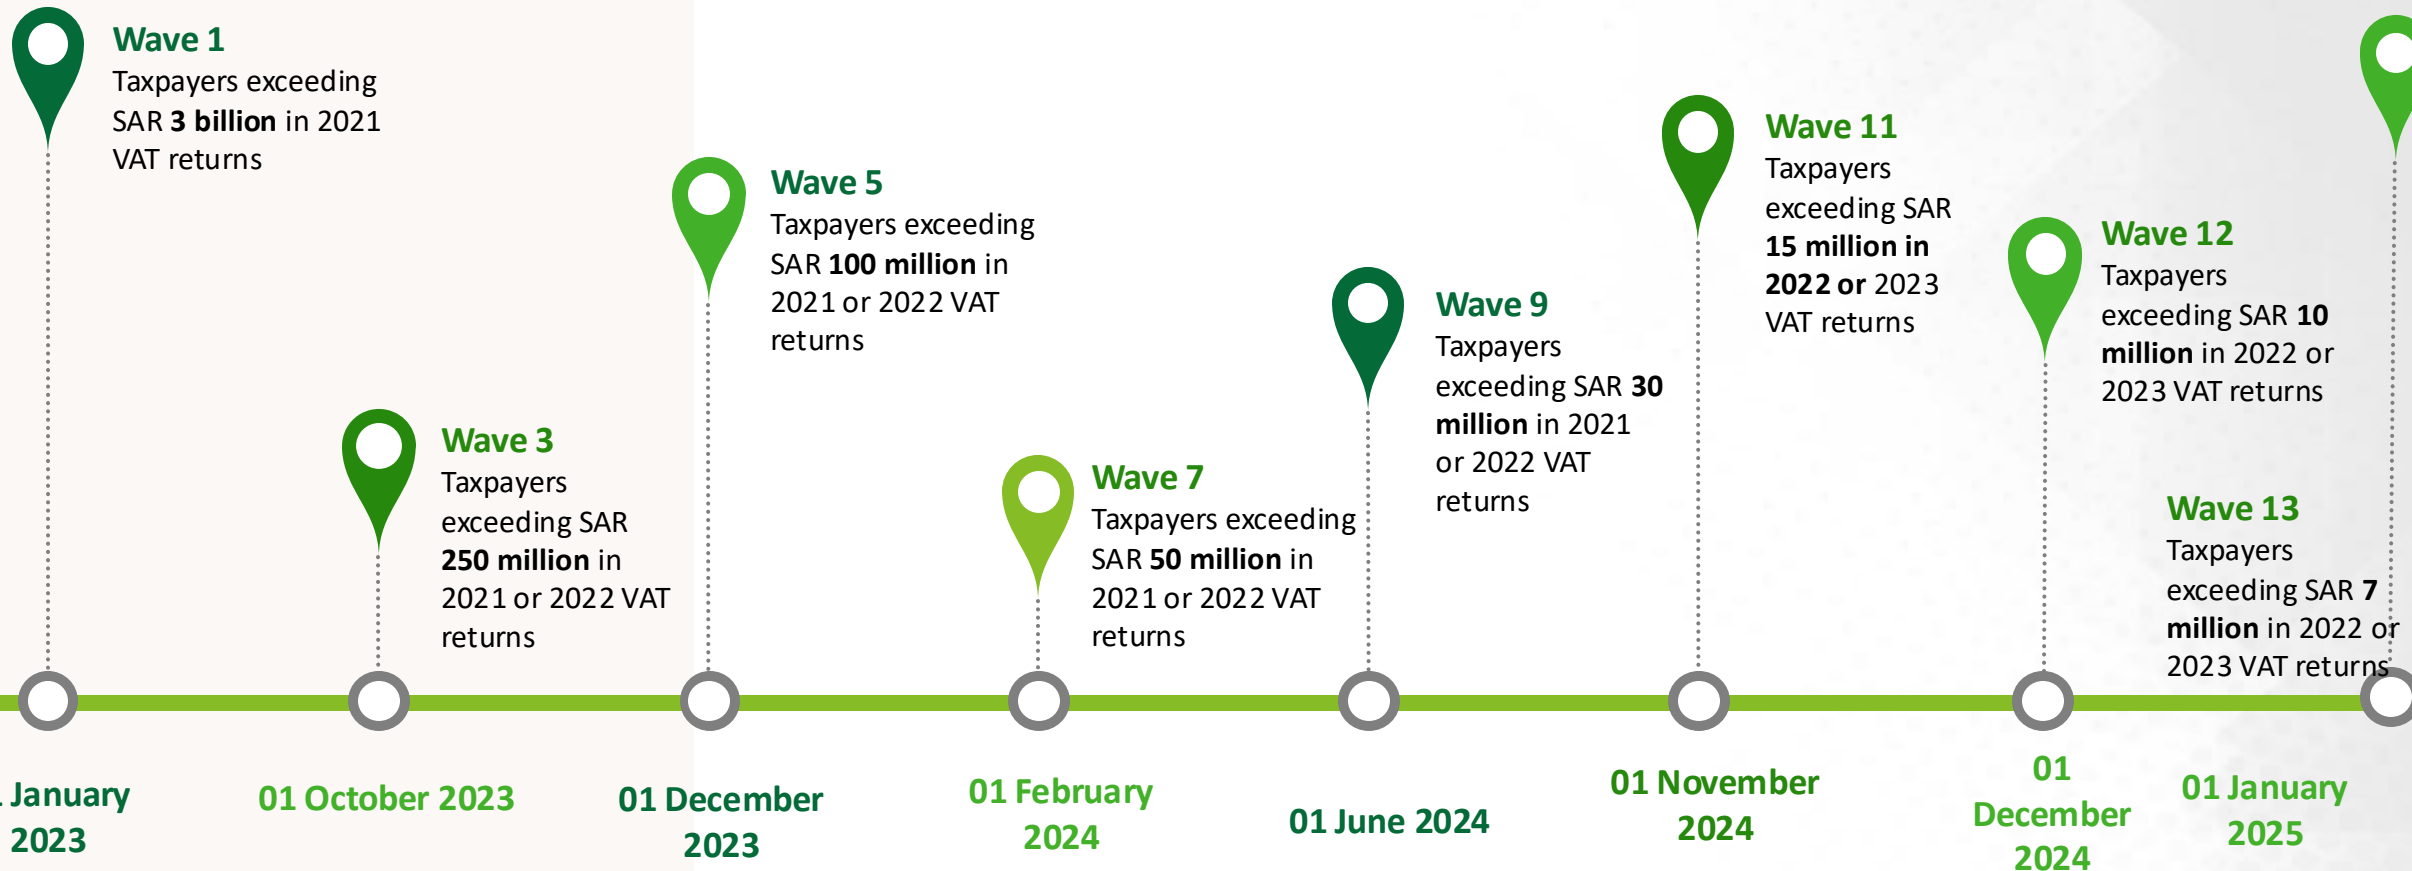 Wave 1
Taxpayers exceeding
SAR 3 billion in 2021
VAT returns
Wave 3
Taxpayers
exceeding SAR
250 million in
2021 or 2022 VAT
returns
Wave 5
Taxpayers exceeding
SAR 100 million in
2021 or 2022 VAT
returns
Wave 7
Taxpayers exceeding
SAR 50 million in
2021 or 2022 VAT
returns
Wave 9
Taxpayers
exceeding SAR 30
million in 2021
or 2022 VAT
returns
Wave 11
Taxpayers
exceeding SAR
15 million in
2022 or 2023
VAT returns
Wave 12
Taxpayers
exceeding SAR 10
million in 2022 or
2023 VAT returns
Wave 13
Taxpayers
exceeding SAR 7
million in 2022 or
2023 VAT returns
January
2023
01 October 2023
01 December
2023
01 February
2024
01 June 2024
01 November
2024
01
December
2024
01 January
2025